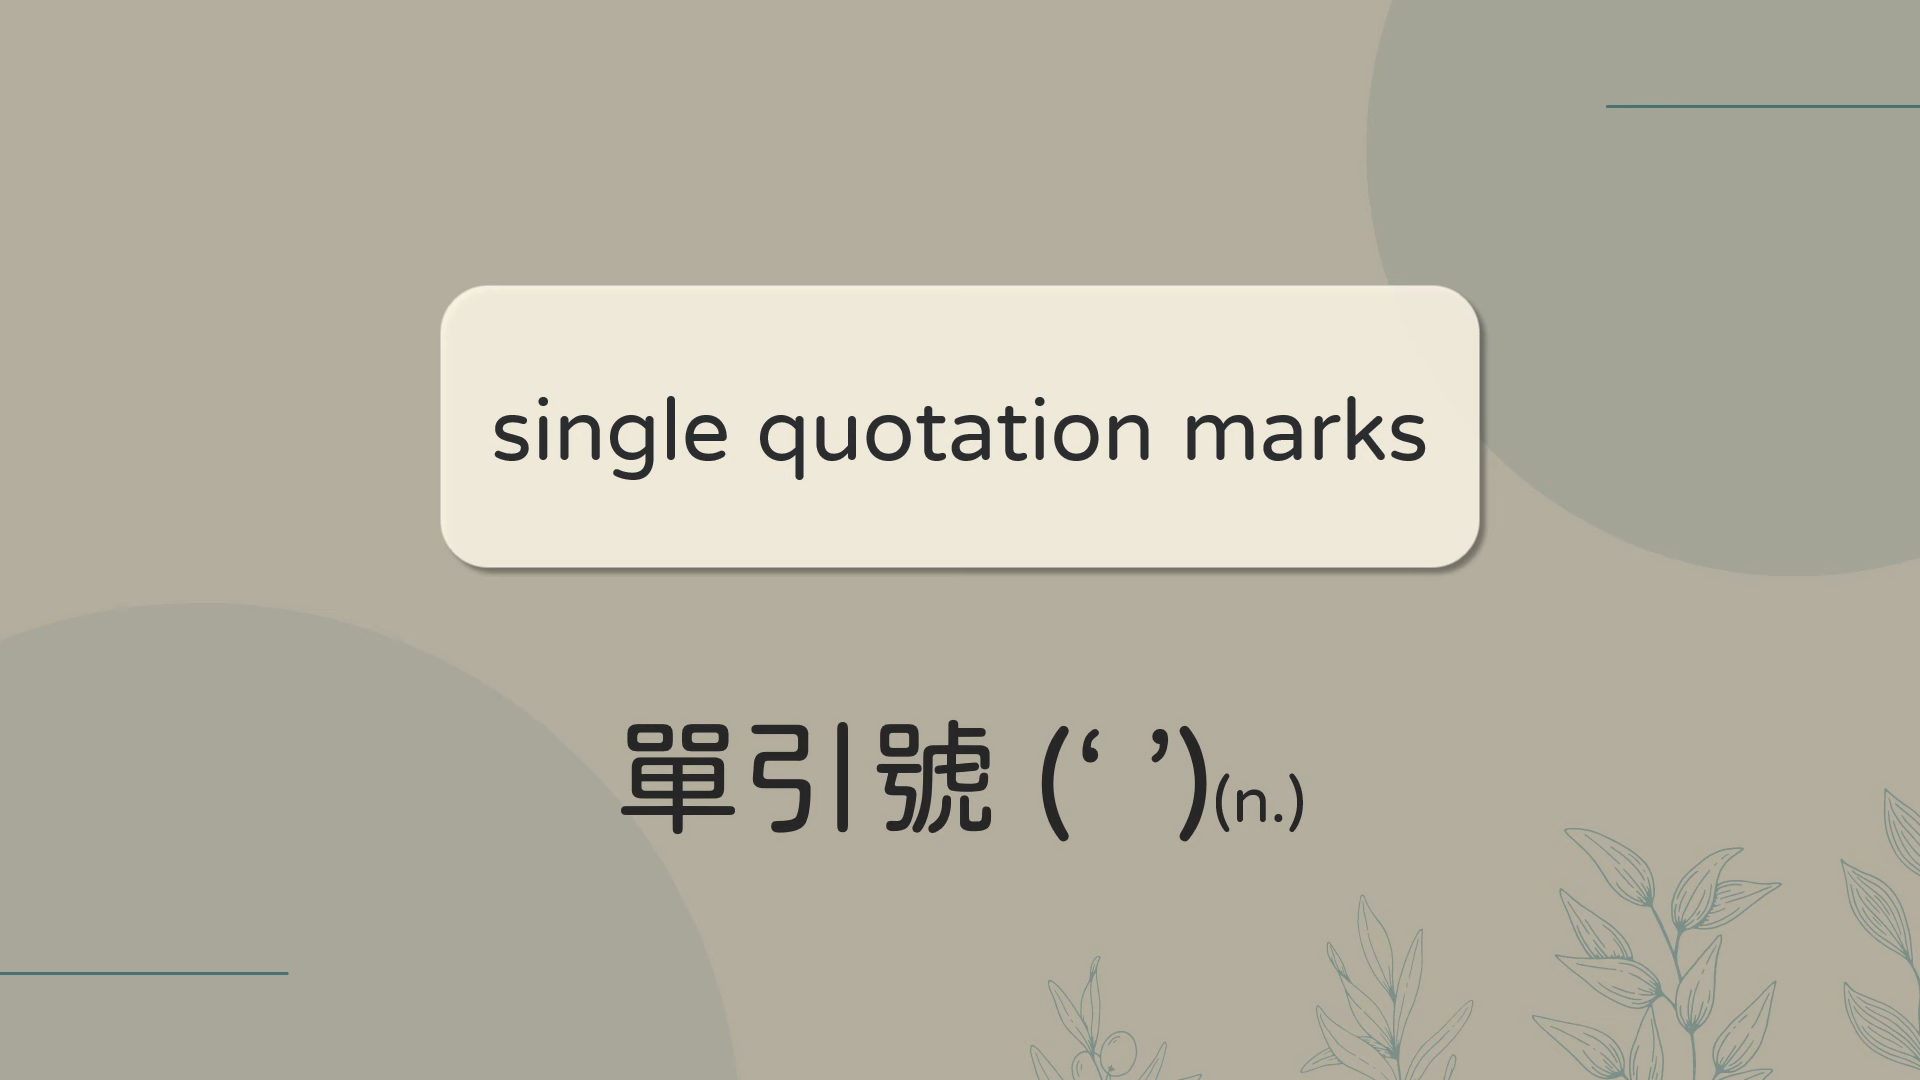 single quotation marks
單引號 (‘ ’)(n.)